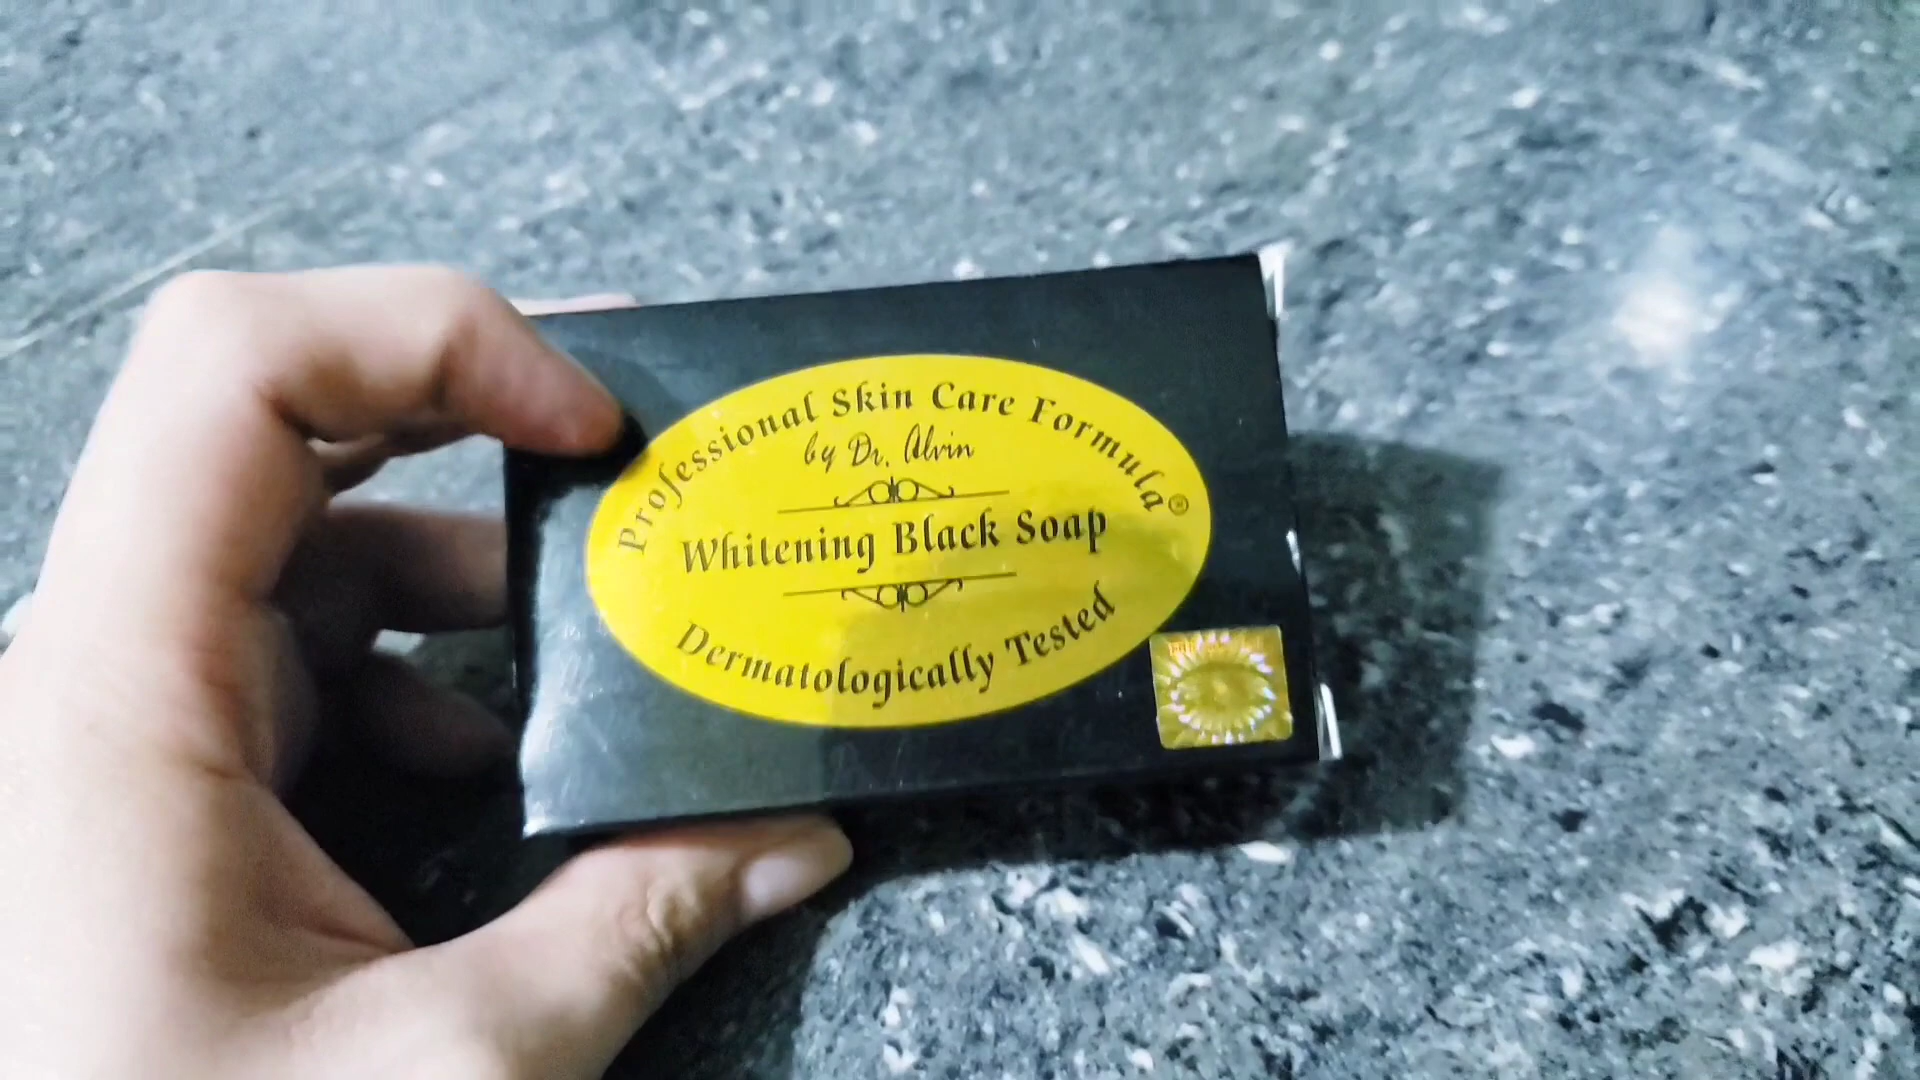 Professional Skin Care Formula®
by Dr. Alvin
Whitening Black Soap
Dermatologically Tested